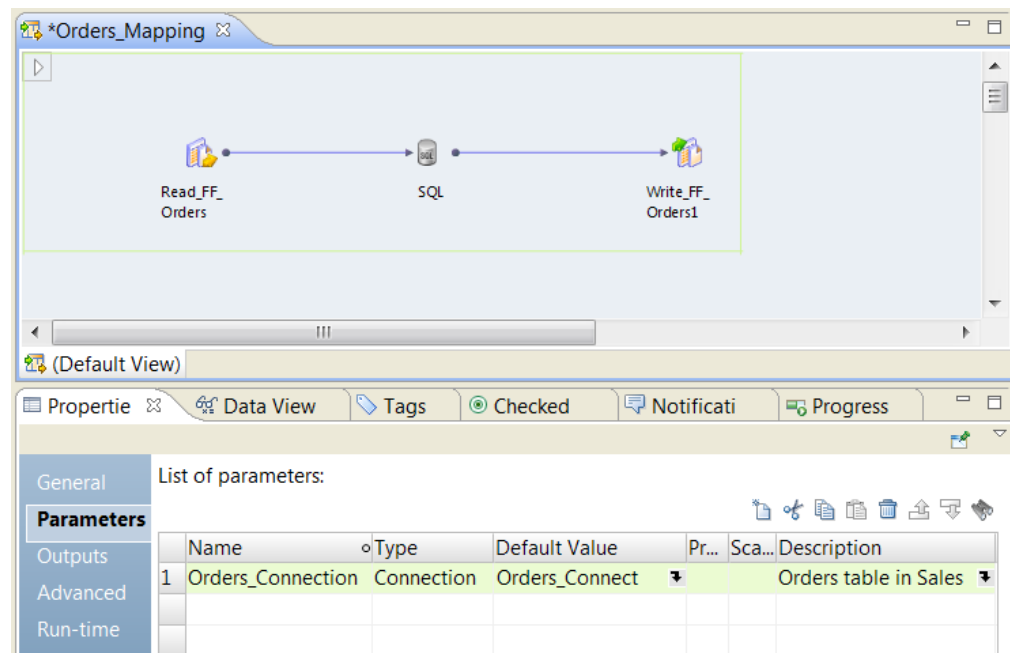 *Orders_Mapping
Read_FF_
Orders
SQL
Write_FF_
Orders1
(Default View)
Propertie
Data View
Tags
Checked
Notificati
Progress
General
Parameters
Outputs
Advanced
Run-time
List of parameters:
Name Type Default Value Pr... Sca... Description
1 Orders_Connection Connection Orders_Connect Orders table in Sales